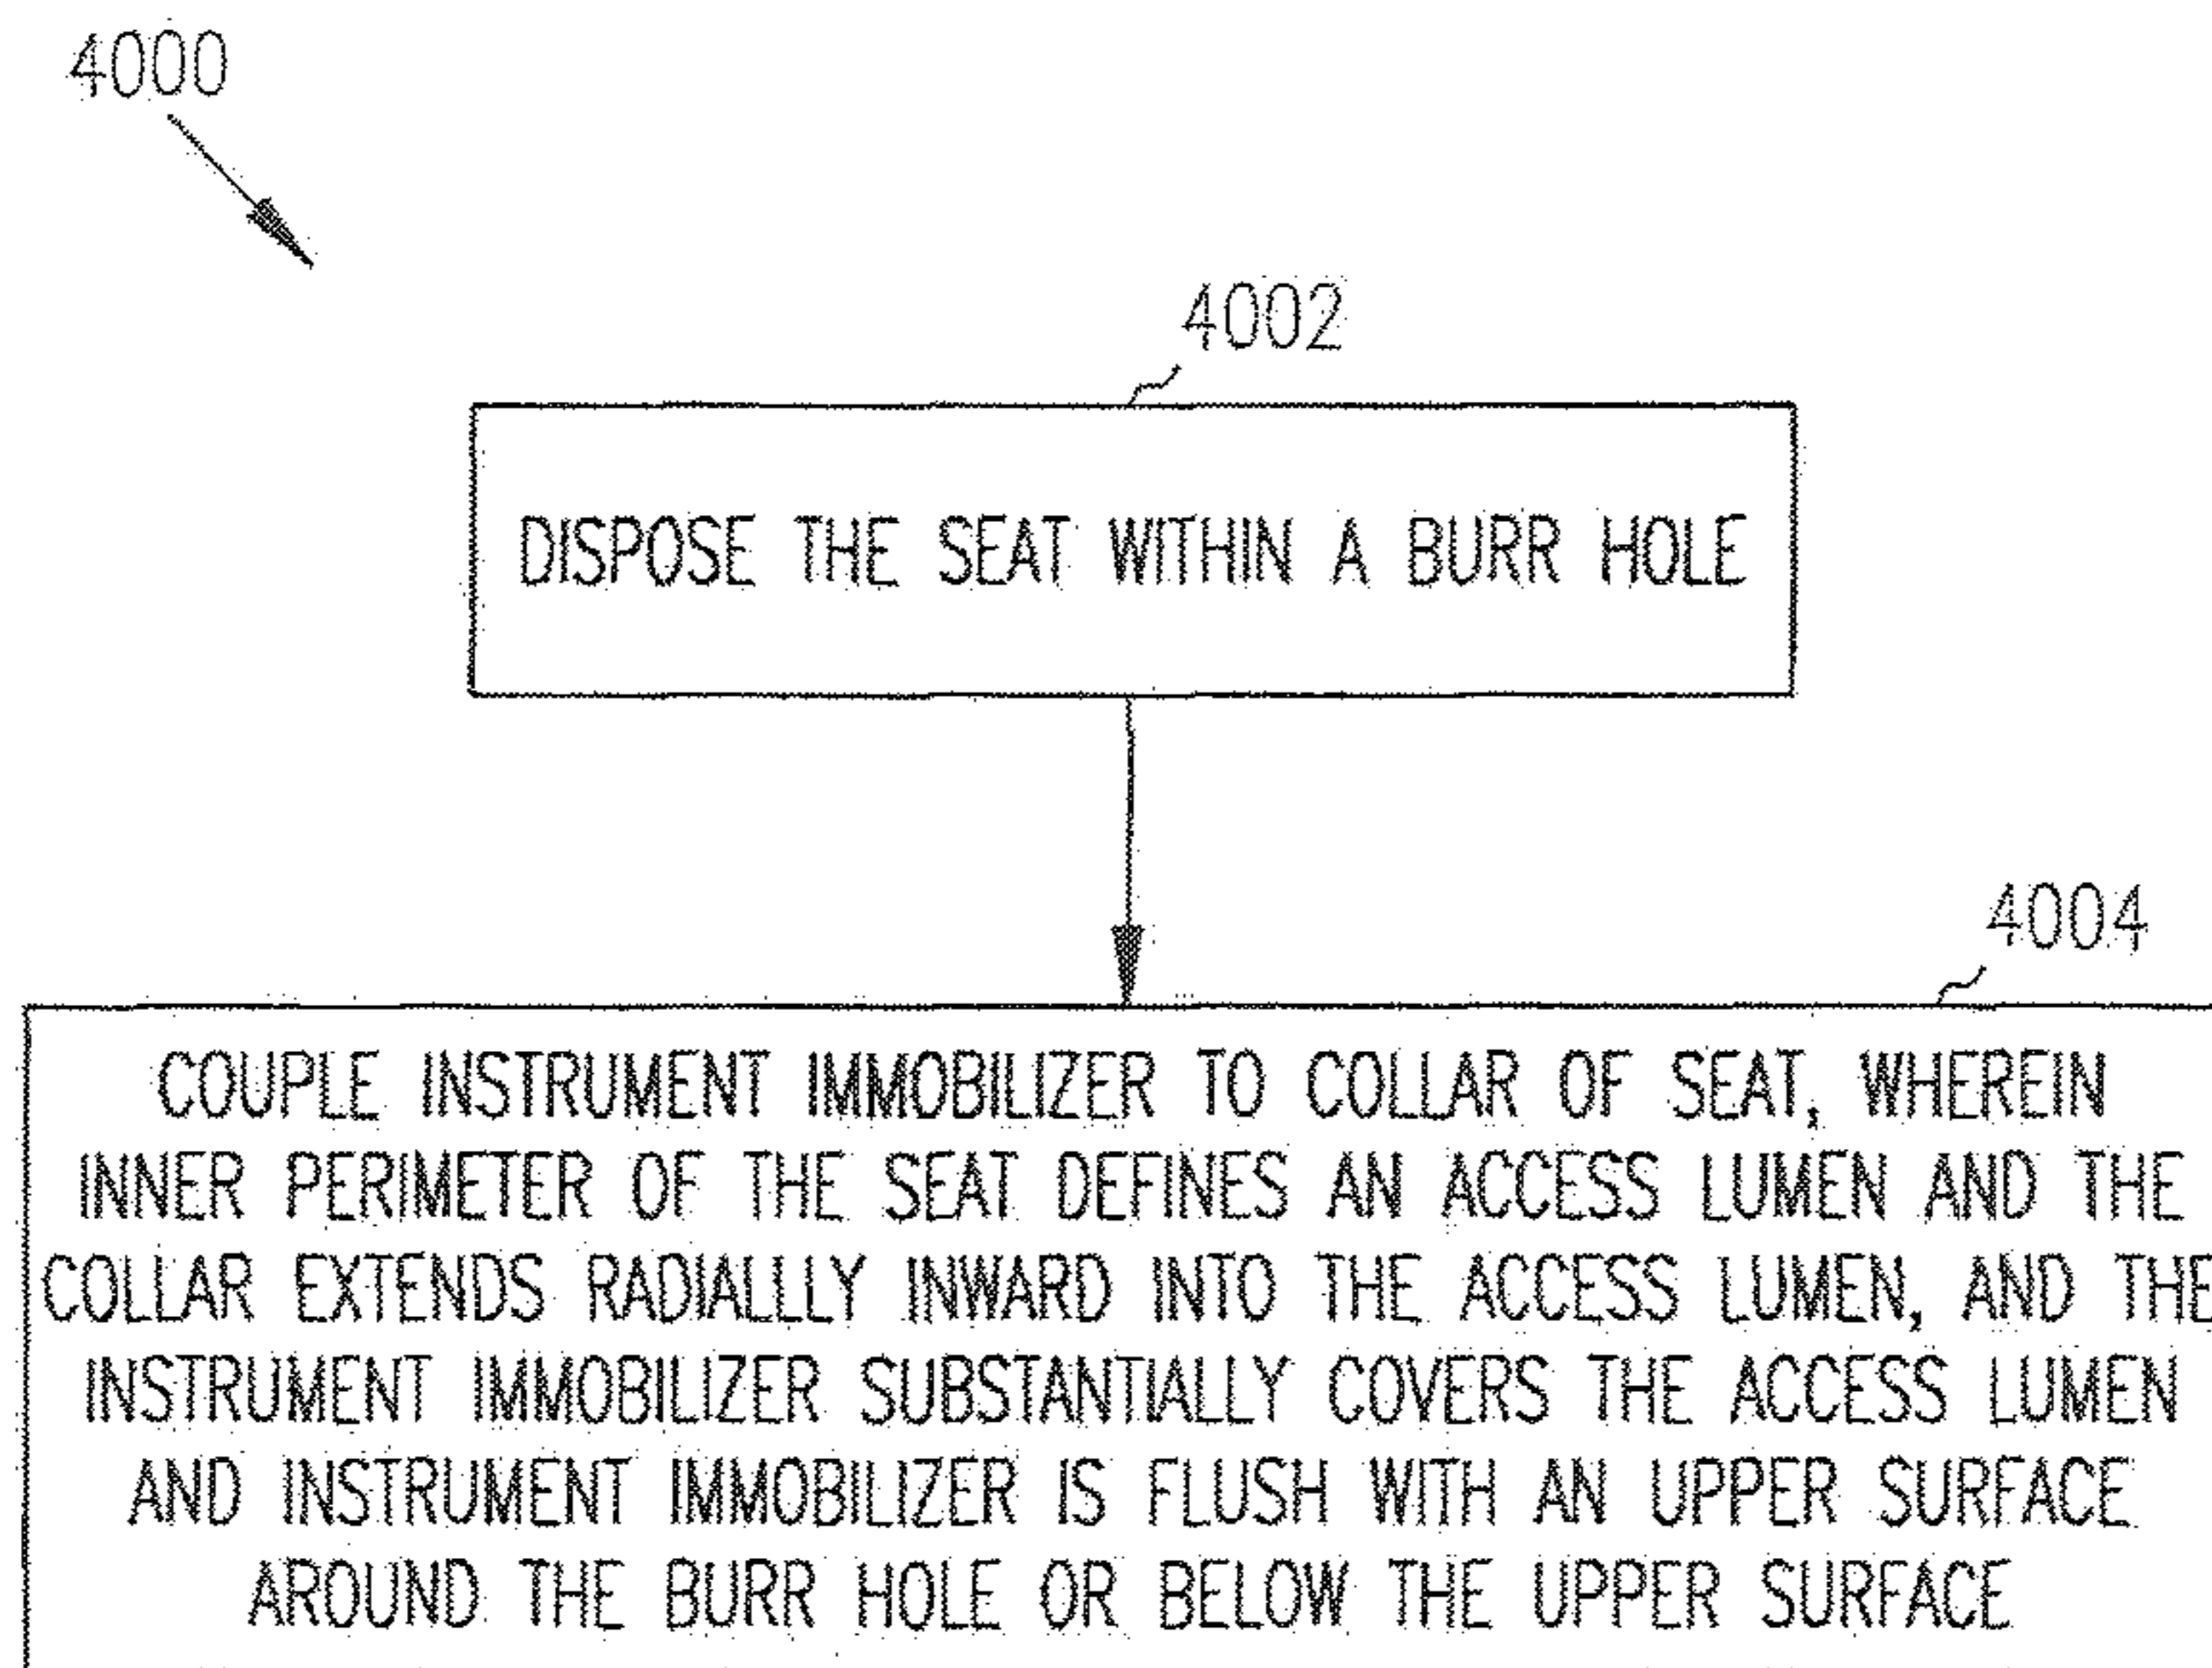 4000
4002
DISPOSE THE SEAT WITHIN A BURR HOLE
4004
COUPLE INSTRUMENT IMMOBILIZER TO COLLAR OF SEAT, WHEREIN
INNER PERIMETER OF THE SEAT DEFINES AN ACCESS LUMEN AND THE
COLLAR EXTENDS RADIALLLY INWARD INTO THE ACCESS LUMEN, AND THE
INSTRUMENT IMMOBILIZER SUBSTANTIALLY COVERS THE ACCESS LUMEN
AND INSTRUMENT IMMOBILIZER IS FLUSH WITH AN UPPER SURFACE
AROUND THE BURR HOLE OR BELOW THE UPPER SURFACE